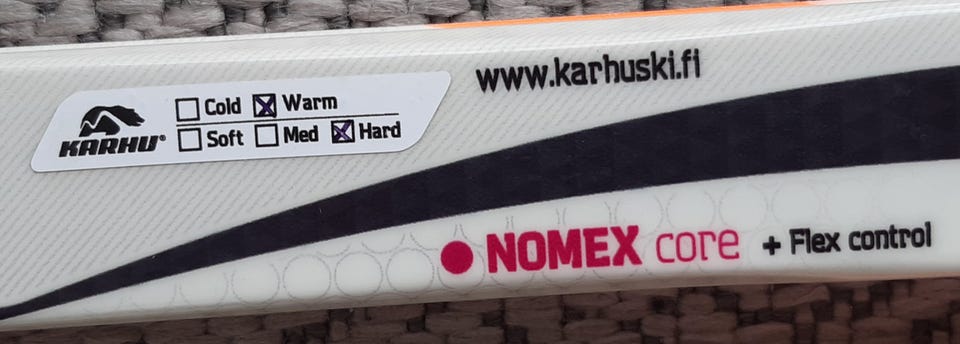 www.karhuski.fi
KARHU®
☐ Cold ☒ Warm
☐ Soft ☐ Med ☒ Hard
NOMEX core + Flex control